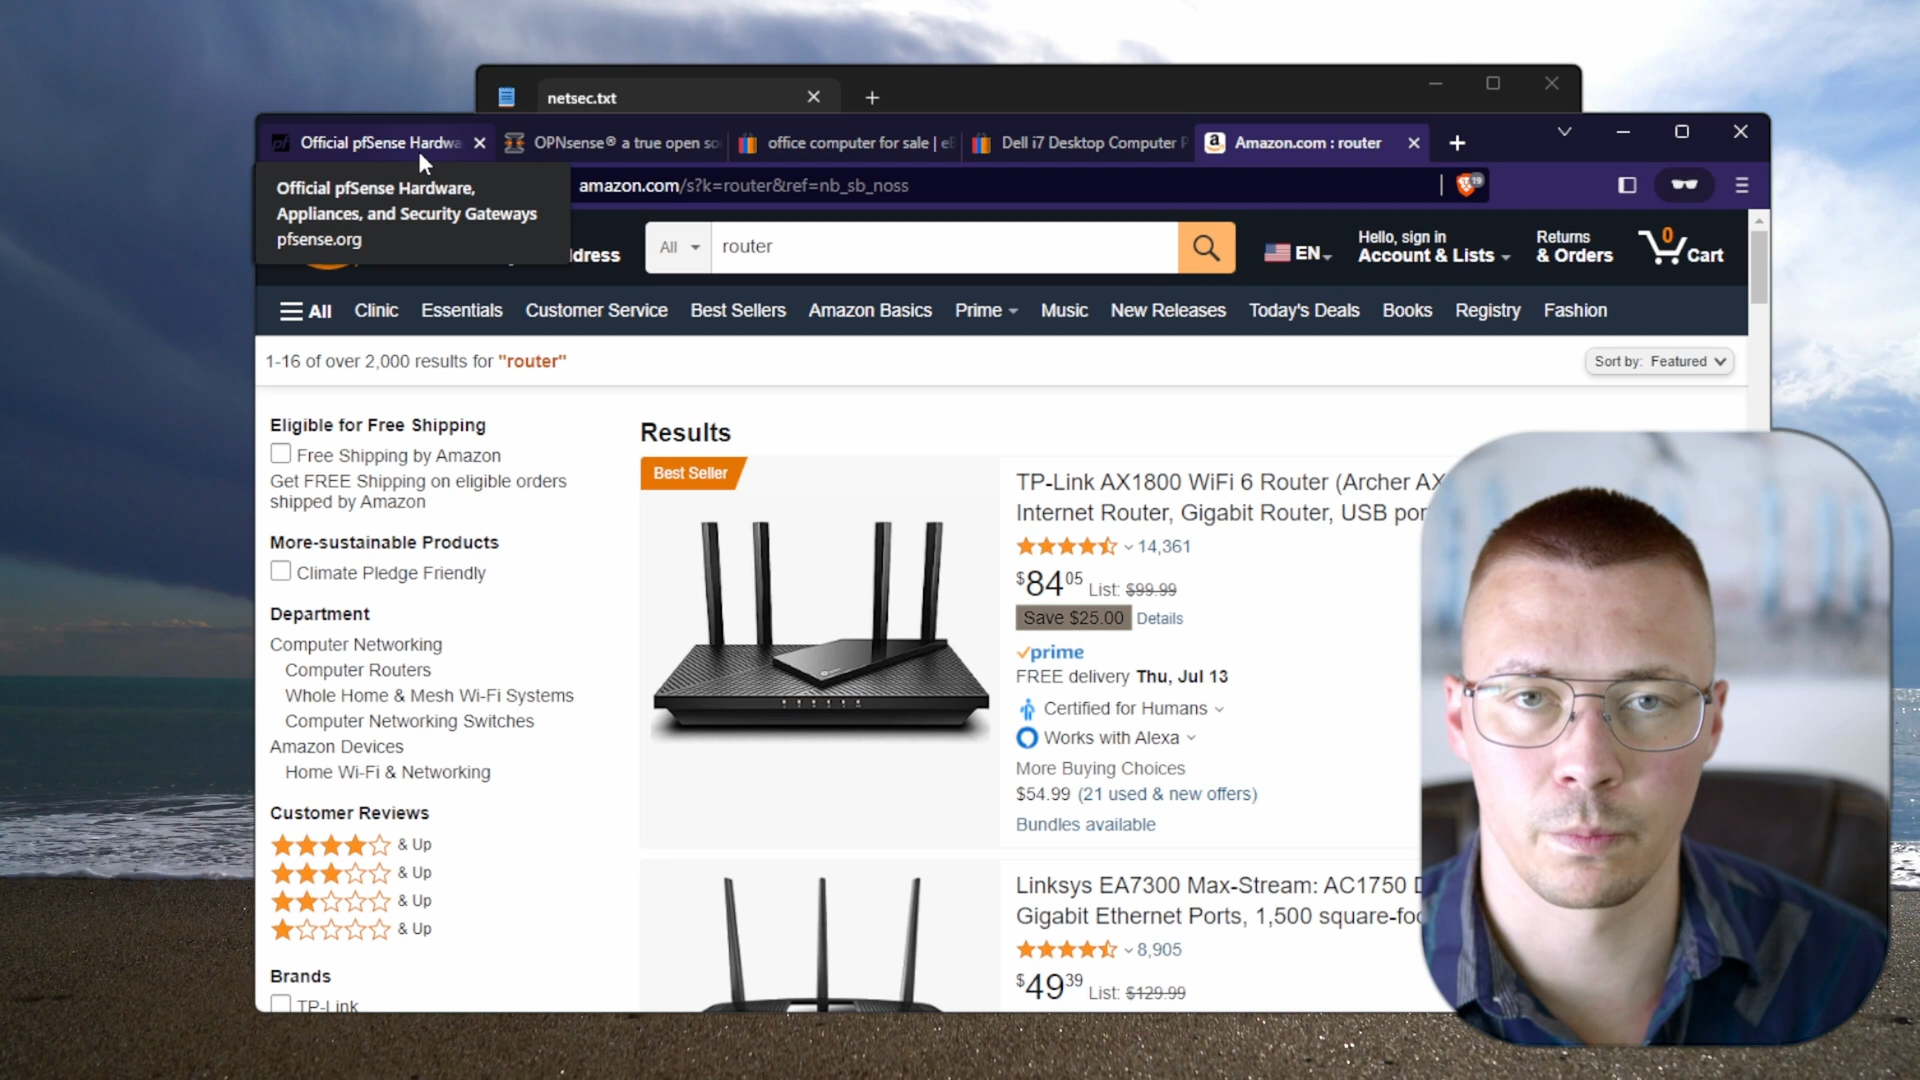 netsec.txt
Official pfSense Hardwa
OPNsense® a true open so
office computer for sale | eB
Dell i7 Desktop Computer P
Amazon.com : router
Official pfSense Hardware,
Appliances, and Security Gateways
pfsense.org
amazon.com/s?k=router&ref=nb_sb_noss
19
ddress
All
router
EN
Hello, sign in
Account & Lists
Returns
& Orders
0
Cart
All Clinic Essentials Customer Service Best Sellers Amazon Basics Prime Music New Releases Today's Deals Books Registry Fashion
1-16 of over 2,000 results for "router"
Sort by: Featured
Eligible for Free Shipping
Free Shipping by Amazon
Get FREE Shipping on eligible orders
shipped by Amazon
More-sustainable Products
Climate Pledge Friendly
Department
Computer Networking
Computer Routers
Whole Home & Mesh Wi-Fi Systems
Computer Networking Switches
Amazon Devices
Home Wi-Fi & Networking
Customer Reviews
& Up
& Up
& Up
& Up
Brands
TP-Link
Results
Best Seller
TP-Link AX1800 WiFi 6 Router (Archer AX
Internet Router, Gigabit Router, USB por
14,361
$84.05 List: $99.99
Save $25.00 Details
prime
FREE delivery Thu, Jul 13
Certified for Humans
Works with Alexa
More Buying Choices
$54.99 (21 used & new offers)
Bundles available
Linksys EA7300 Max-Stream: AC1750 D
Gigabit Ethernet Ports, 1,500 square-foo
8,905
$49.39 List: $129.99